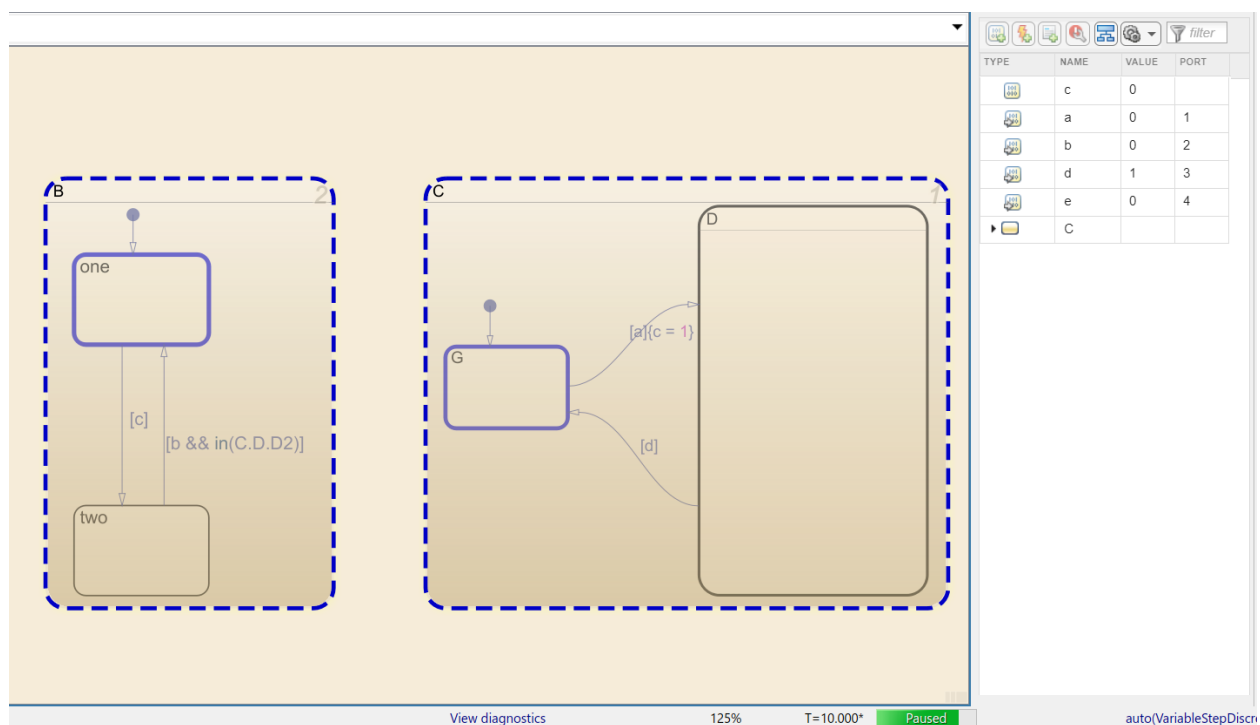 filter
TYPE NAME VALUE PORT
c 0
a 0 1
b 0 2
d 1 3
e 0 4
C
B 2
one
[c]
[b && in(C.D.D2)]
two
C 1
D
[a]{c = 1}
G
[d]
View diagnostics 125% T=10.000* Paused auto(VariableStepDiscre